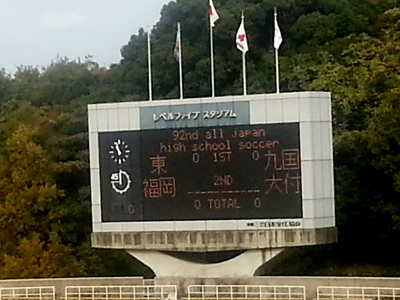 レベルファイブ スタジアム
92nd all Japan
high school soccer
東福岡 0 1ST 0 九国大付
2ND
0 TOTAL 0
45